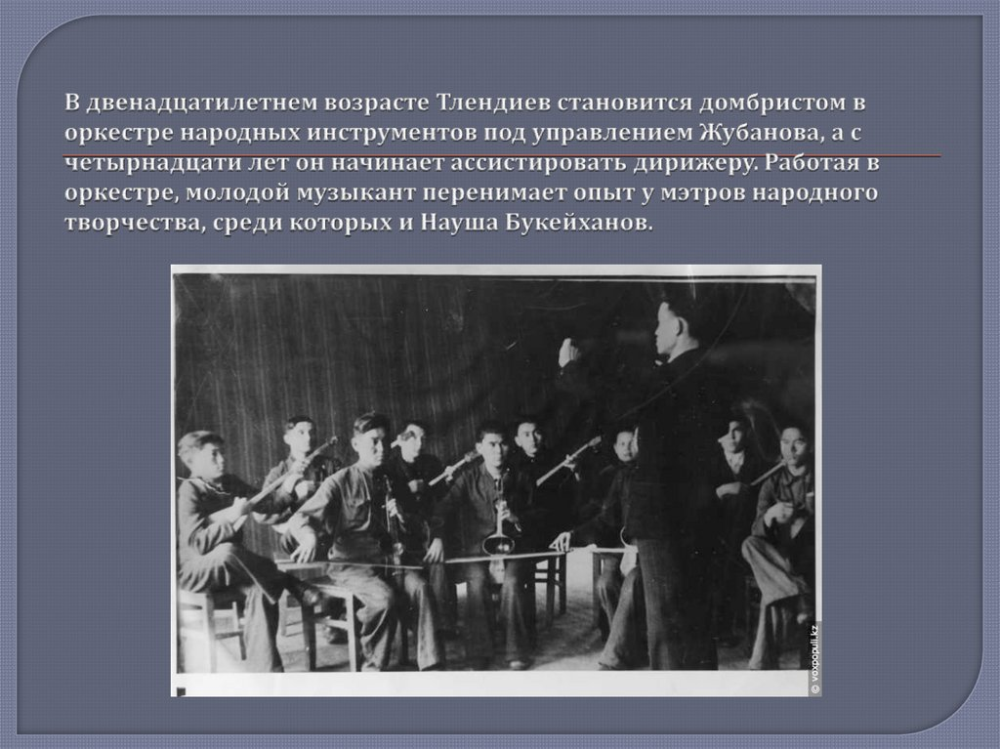 В двенадцатилетнем возрасте Тлендиев становится домбристом в
оркестре народных инструментов под управлением Жубанова, а с
четырнадцати лет он начинает ассистировать дирижеру. Работая в
оркестре, молодой музыкант перенимает опыт у мэтров народного
творчества, среди которых и Науша Букейханов.
© voxpopuli.kz